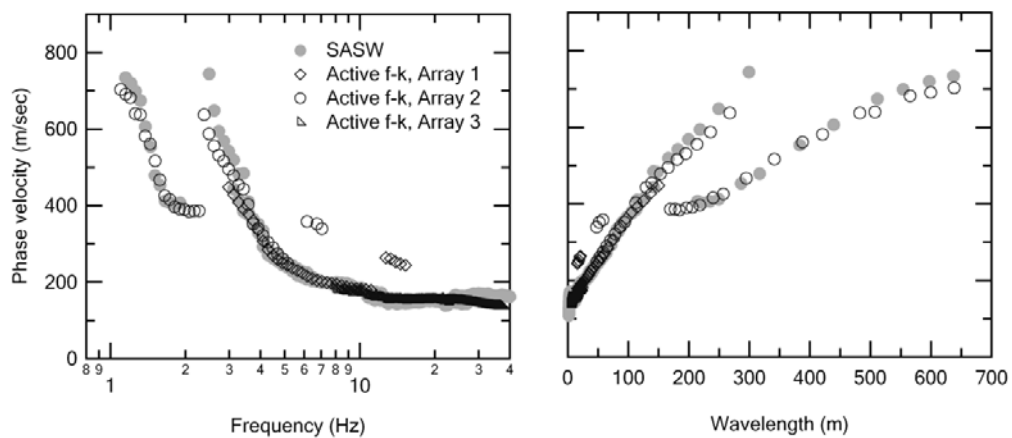 800
600
400
200
0
Phase velocity (m/sec)
SASW
Active f-k, Array 1
Active f-k, Array 2
Active f-k, Array 3
8 9 2 3 4 5 6 7 8 9 2 3 4
1 10
Frequency (Hz)
0 100 200 300 400 500 600 700
Wavelength (m)